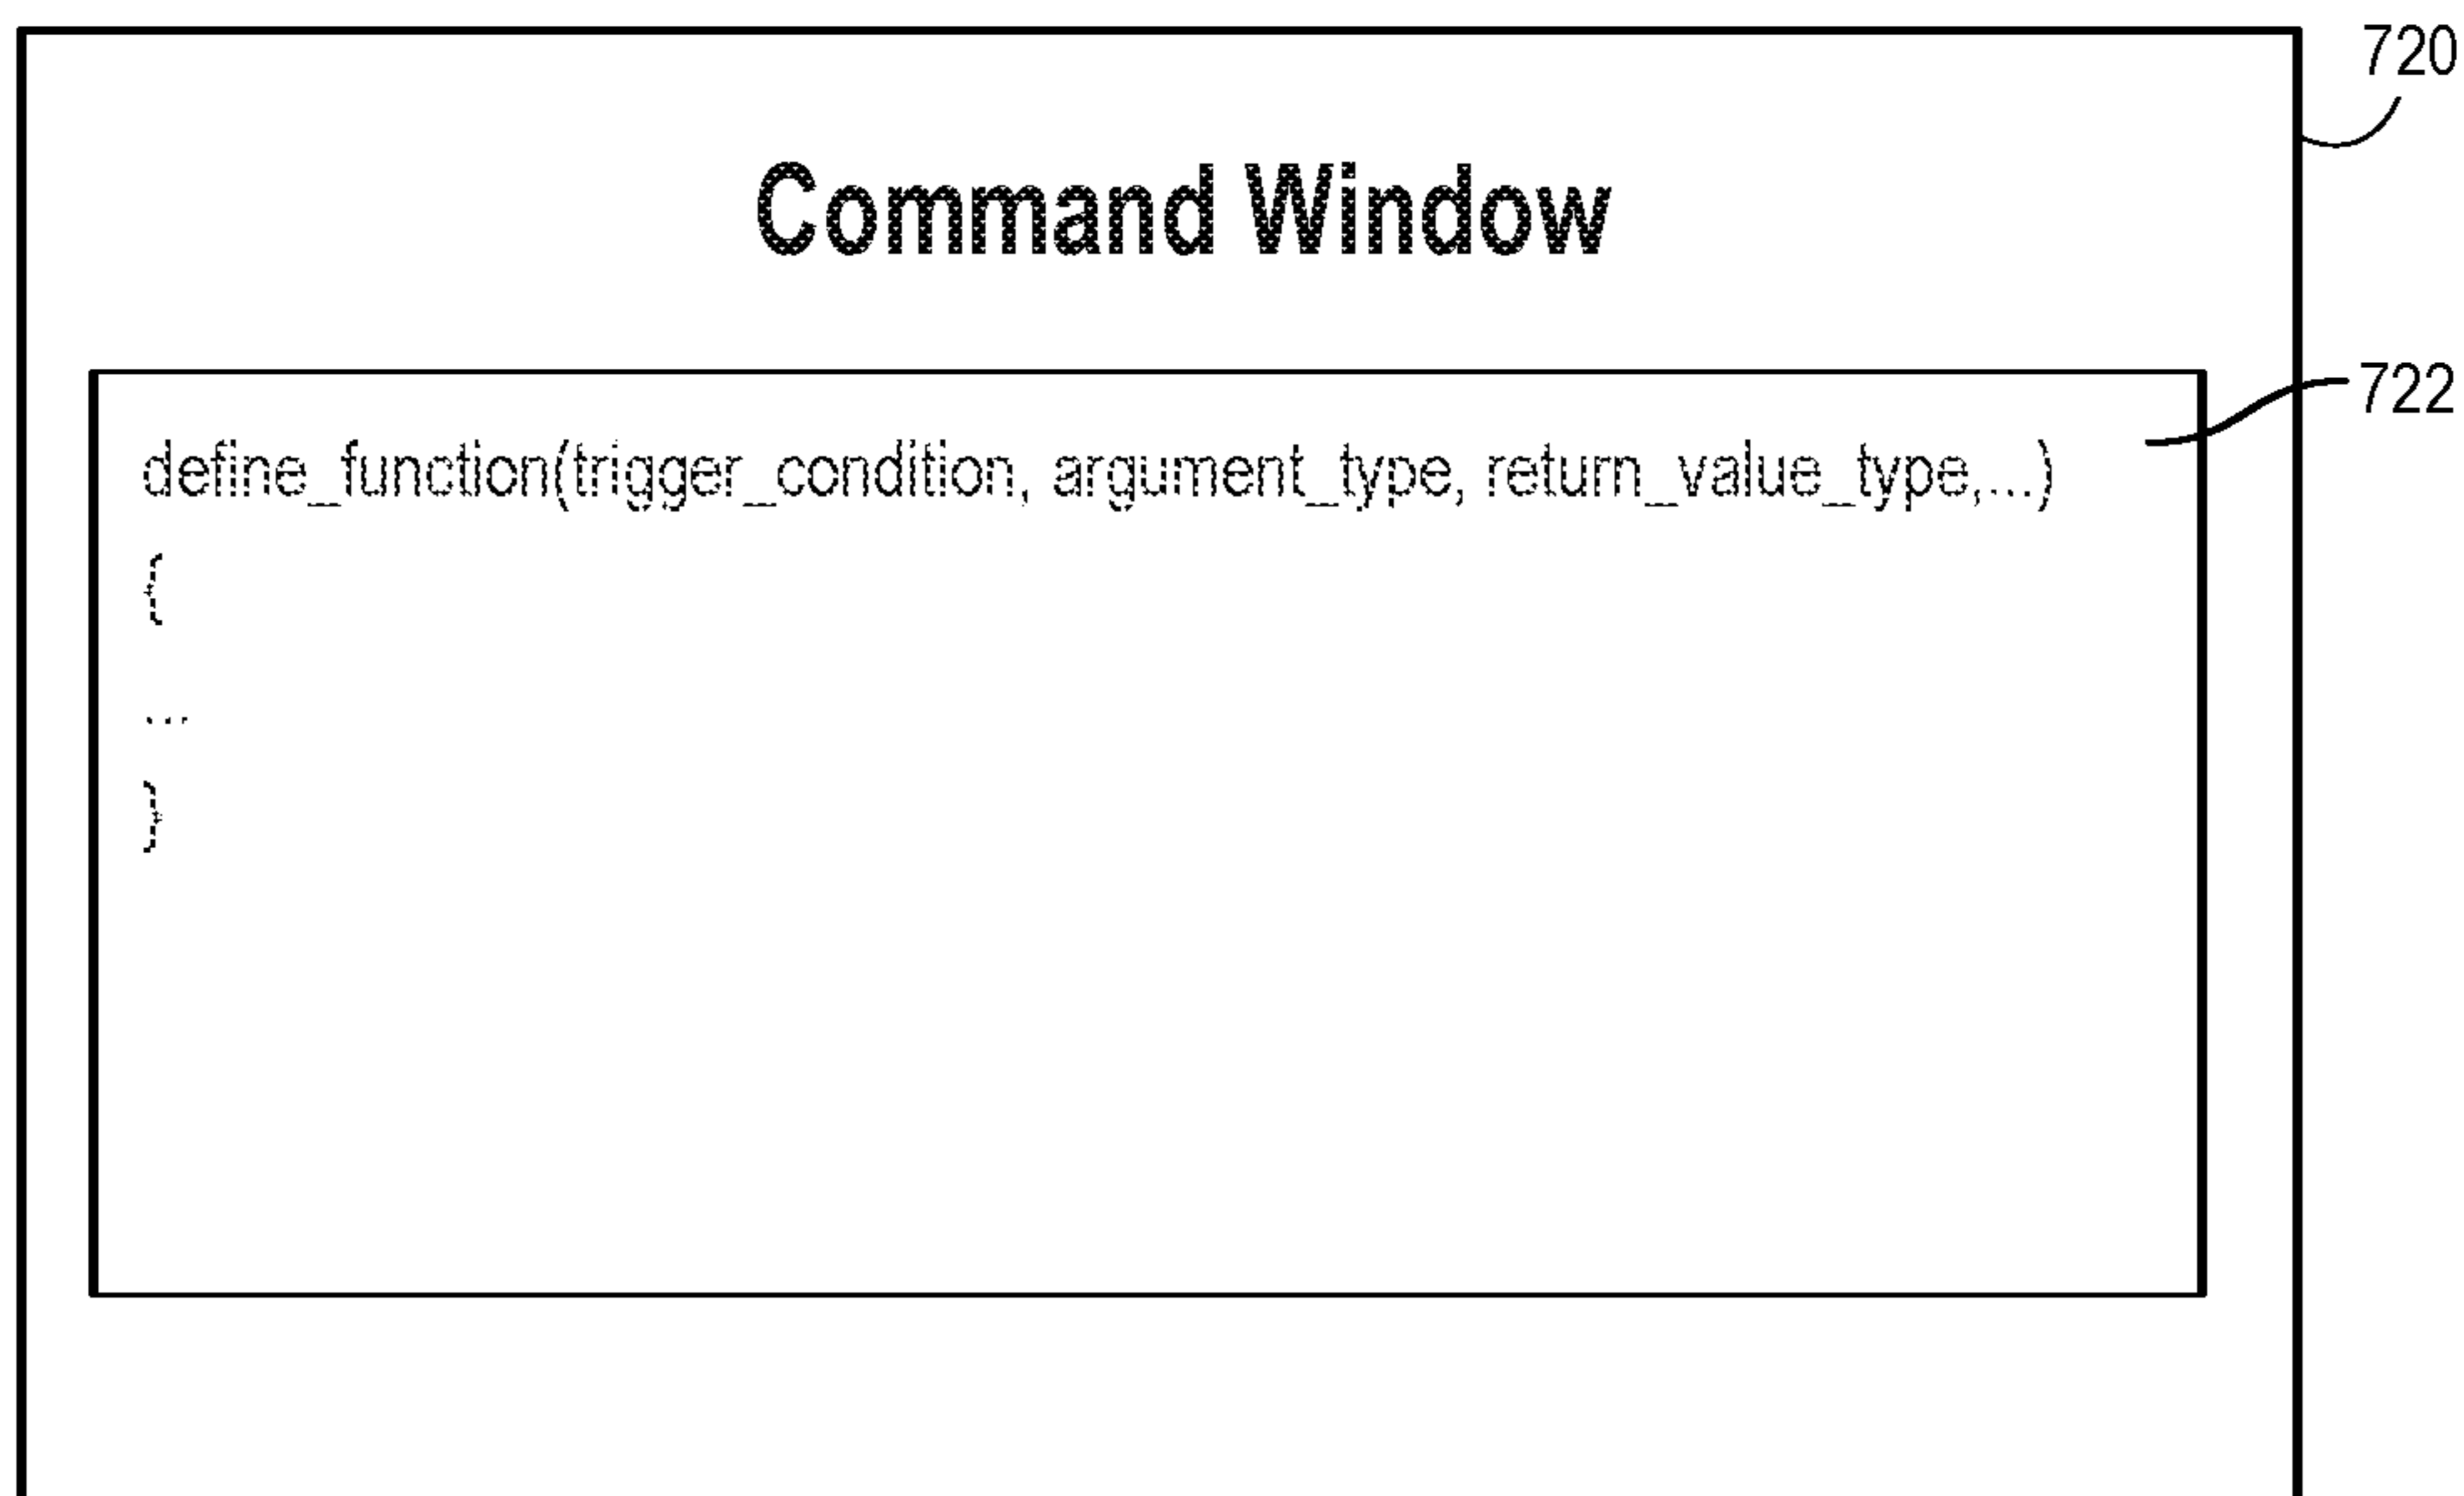 720
Command Window
722
define_function(trigger_condition, argument_type, return_value_type,...)
{
...
}